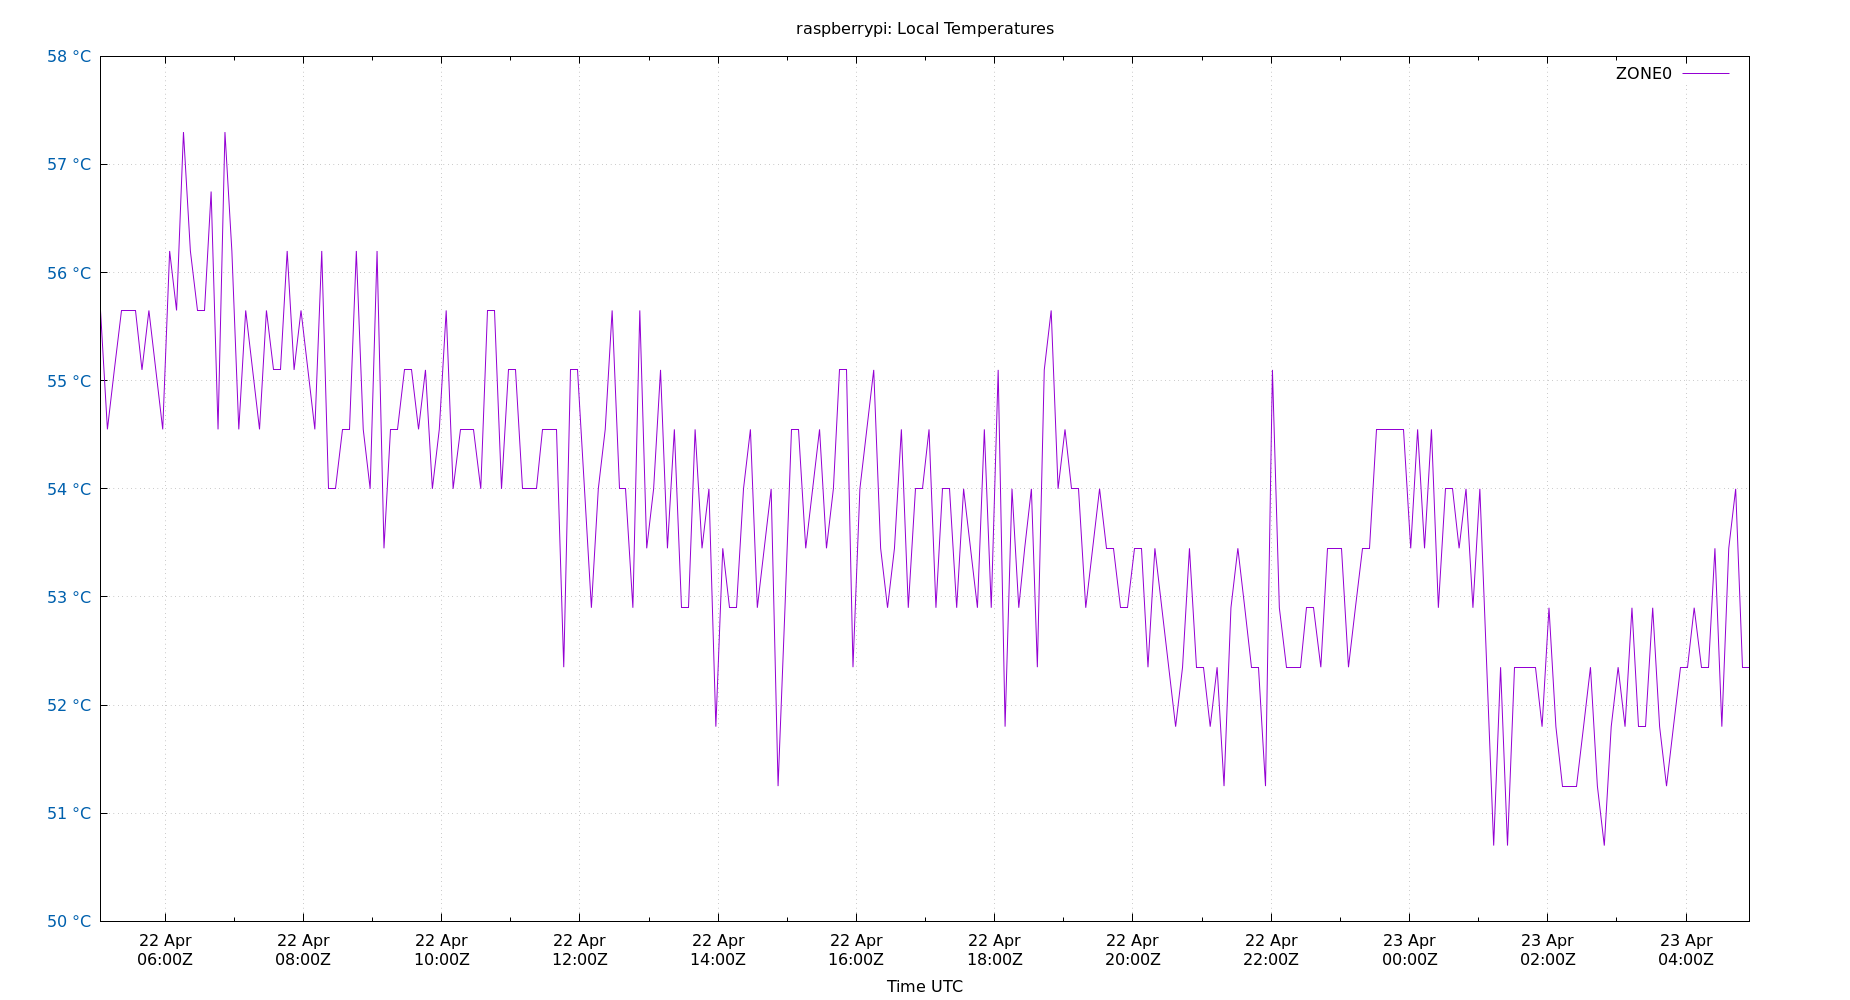 raspberrypi: Local Temperatures
58 °C
57 °C
56 °C
55 °C
54 °C
53 °C
52 °C
51 °C
50 °C
ZONE0
22 Apr 22 Apr 22 Apr 22 Apr 22 Apr 22 Apr 22 Apr 22 Apr 22 Apr 23 Apr 23 Apr 23 Apr
06:00Z 08:00Z 10:00Z 12:00Z 14:00Z 16:00Z 18:00Z 20:00Z 22:00Z 00:00Z 02:00Z 04:00Z
Time UTC